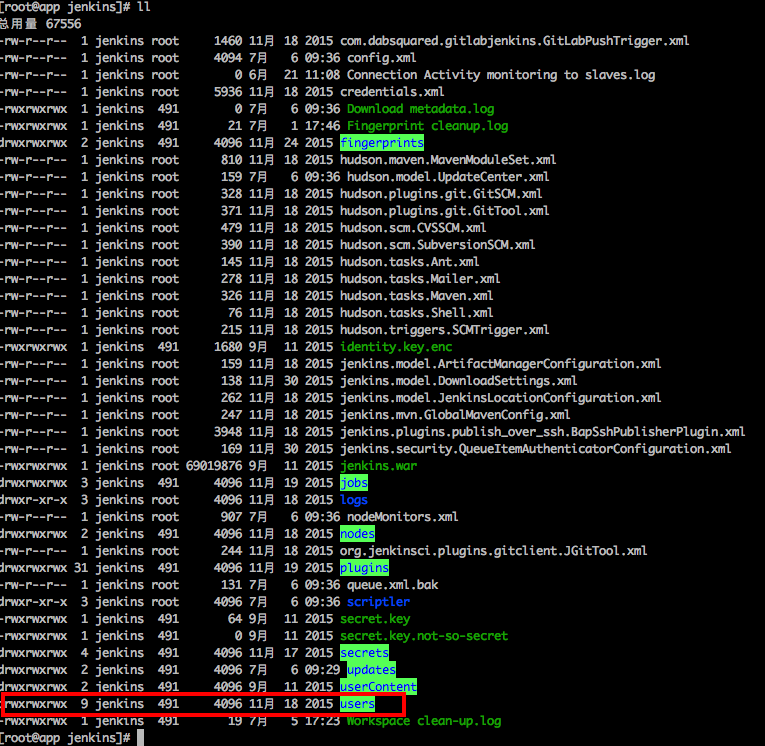 [root@app jenkins]# ll
总用量 67556
-rw-r--r-- 1 jenkins root 1460 11月 18 2015 com.dabsquared.gitlabjenkins.GitLabPushTrigger.xml
-rw-r--r-- 1 jenkins root 4094 7月 6 09:36 config.xml
-rw-r--r-- 1 jenkins root 0 6月 21 11:08 Connection Activity monitoring to slaves.log
-rw-r--r-- 1 jenkins root 5936 11月 18 2015 credentials.xml
-rwxrwxrwx 1 jenkins 491 0 7月 6 09:36 Download metadata.log
-rwxrwxrwx 1 jenkins 491 21 7月 1 17:46 Fingerprint cleanup.log
drwxrwxrwx 2 jenkins 491 4096 11月 24 2015 fingerprints
-rw-r--r-- 1 jenkins root 810 11月 18 2015 hudson.maven.MavenModuleSet.xml
-rw-r--r-- 1 jenkins root 159 7月 6 09:36 hudson.model.UpdateCenter.xml
-rw-r--r-- 1 jenkins root 328 11月 18 2015 hudson.plugins.git.GitSCM.xml
-rw-r--r-- 1 jenkins root 371 11月 18 2015 hudson.plugins.git.GitTool.xml
-rw-r--r-- 1 jenkins root 479 11月 18 2015 hudson.scm.CVSSCM.xml
-rw-r--r-- 1 jenkins root 390 11月 18 2015 hudson.scm.SubversionSCM.xml
-rw-r--r-- 1 jenkins root 145 11月 18 2015 hudson.tasks.Ant.xml
-rw-r--r-- 1 jenkins root 278 11月 18 2015 hudson.tasks.Mailer.xml
-rw-r--r-- 1 jenkins root 326 11月 18 2015 hudson.tasks.Maven.xml
-rw-r--r-- 1 jenkins root 76 11月 18 2015 hudson.tasks.Shell.xml
-rw-r--r-- 1 jenkins root 215 11月 18 2015 hudson.triggers.SCMTrigger.xml
-rwxrwxrwx 1 jenkins 491 1680 9月 11 2015 identity.key.enc
-rw-r--r-- 1 jenkins root 159 11月 18 2015 jenkins.model.ArtifactManagerConfiguration.xml
-rw-r--r-- 1 jenkins root 138 11月 30 2015 jenkins.model.DownloadSettings.xml
-rw-r--r-- 1 jenkins root 262 11月 18 2015 jenkins.model.JenkinsLocationConfiguration.xml
-rw-r--r-- 1 jenkins root 247 11月 18 2015 jenkins.mvn.GlobalMavenConfig.xml
-rw-r--r-- 1 jenkins root 3948 11月 18 2015 jenkins.plugins.publish_over_ssh.BapSshPublisherPlugin.xml
-rw-r--r-- 1 jenkins root 169 11月 30 2015 jenkins.security.QueueItemAuthenticatorConfiguration.xml
-rwxrwxrwx 1 jenkins root 69019876 9月 11 2015 jenkins.war
drwxrwxrwx 3 jenkins 491 4096 11月 19 2015 jobs
drwxr-xr-x 3 jenkins root 4096 11月 18 2015 logs
-rw-r--r-- 1 jenkins root 907 7月 6 09:36 nodeMonitors.xml
drwxrwxrwx 2 jenkins 491 4096 11月 18 2015 nodes
-rw-r--r-- 1 jenkins root 244 11月 18 2015 org.jenkinsci.plugins.gitclient.JGitTool.xml
drwxrwxrwx 31 jenkins 491 4096 11月 19 2015 plugins
-rw-r--r-- 1 jenkins root 131 7月 6 09:36 queue.xml.bak
drwxr-xr-x 3 jenkins root 4096 7月 6 09:36 scriptler
-rwxrwxrwx 1 jenkins 491 64 9月 11 2015 secret.key
-rwxrwxrwx 1 jenkins 491 0 9月 11 2015 secret.key.not-so-secret
drwxrwxrwx 4 jenkins 491 4096 11月 17 2015 secrets
drwxrwxrwx 2 jenkins 491 4096 7月 6 09:29 updates
drwxrwxrwx 2 jenkins 491 4096 9月 11 2015 userContent
drwxrwxrwx 9 jenkins 491 4096 11月 18 2015 users
-rwxrwxrwx 1 jenkins 491 19 7月 5 17:23 Workspace clean-up.log
[root@app jenkins]#